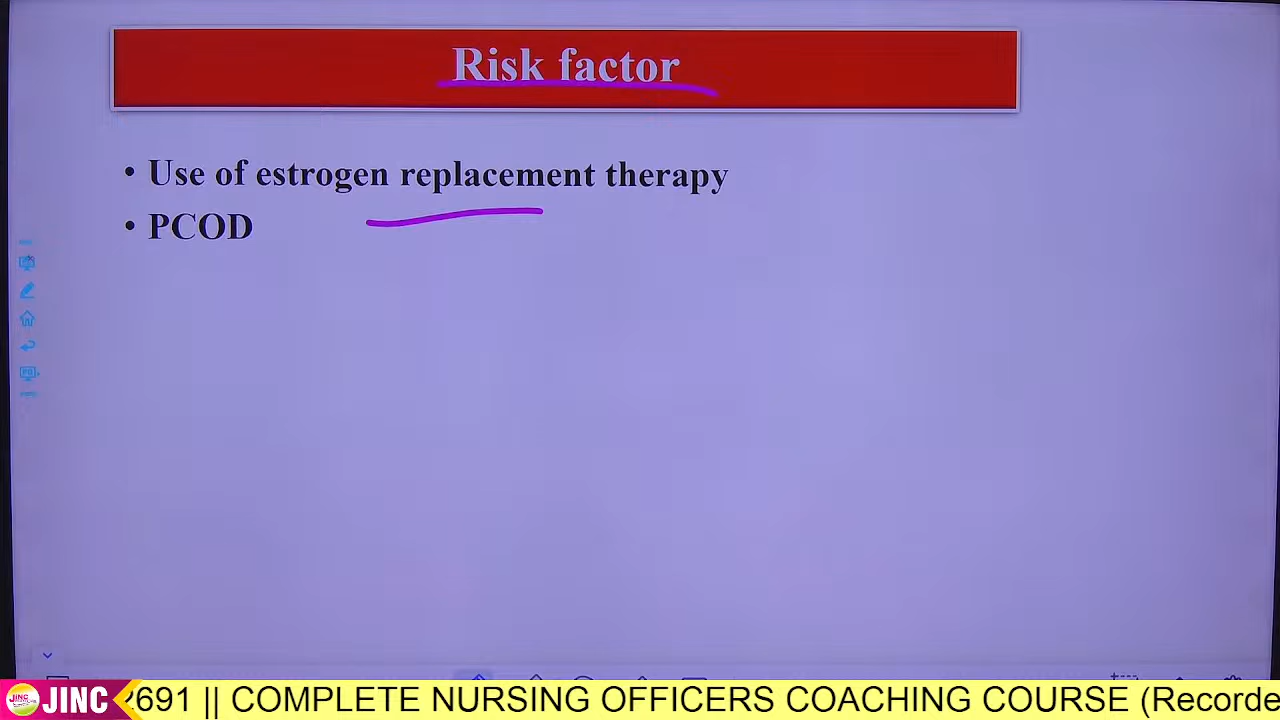 Risk factor
• Use of estrogen replacement therapy
• PCOD
JINC 2691 || COMPLETE NURSING OFFICERS COACHING COURSE (Recorde